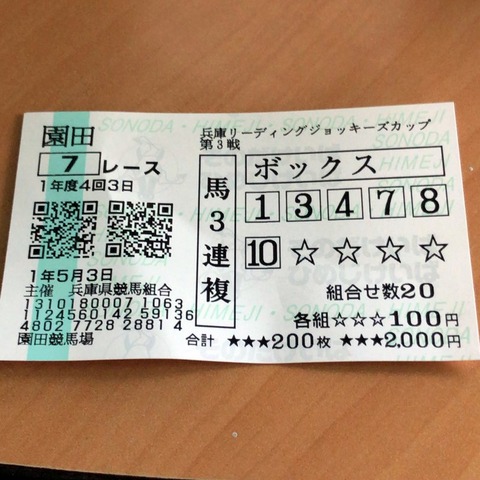 園田
7 レース
1年度4回3日
1年5月3日
主催 兵庫県競馬組合
1310180007 1063
1124560142 59136
4802 7728 2881 4
園田競馬場
兵庫リーディングジョッキーズカップ
第3戦
馬3連複
ボックス
1 3 4 7 8
10 ☆ ☆ ☆ ☆
組合せ数20
各組☆☆☆100円
合計 ★★★200枚 ★★★2,000円
SONODA・HIMEJI・SONODA
HIMEJI